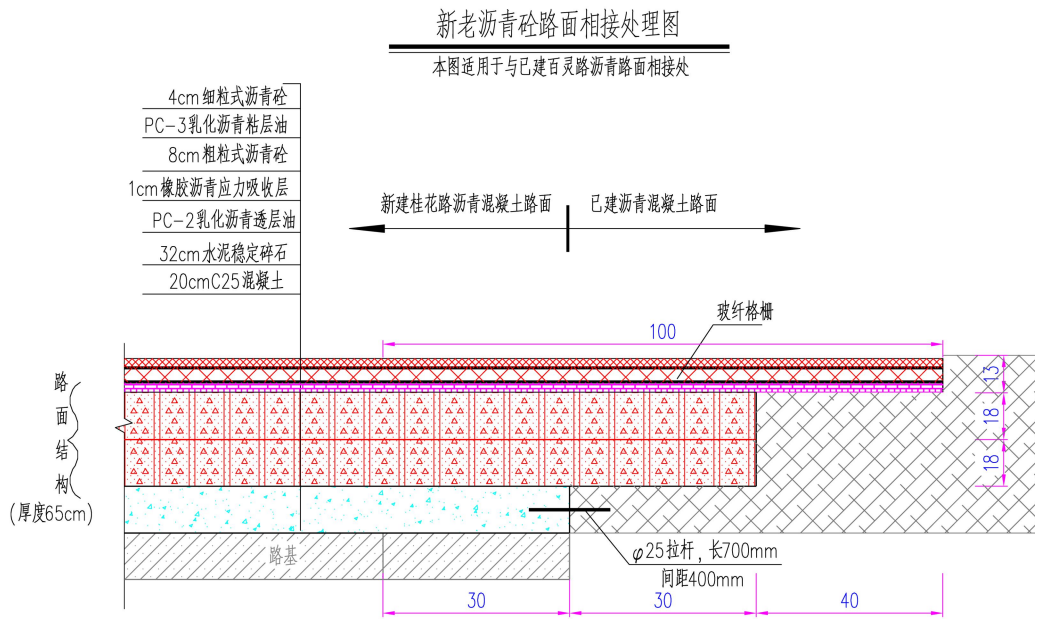 新老沥青砼路面相接处理图
本图适用于与已建百灵路沥青路面相接处
4cm细粒式沥青砼
PC-3乳化沥青粘层油
8cm粗粒式沥青砼
1cm橡胶沥青应力吸收层
PC-2乳化沥青透层油
32cm水泥稳定碎石
20cmC25混凝土
新建桂花路沥青混凝土路面
已建沥青混凝土路面
玻纤格栅
100
13
18
18
路面结构
(厚度65cm)
路基
φ25拉杆，长700mm
间距400mm
30
30
40